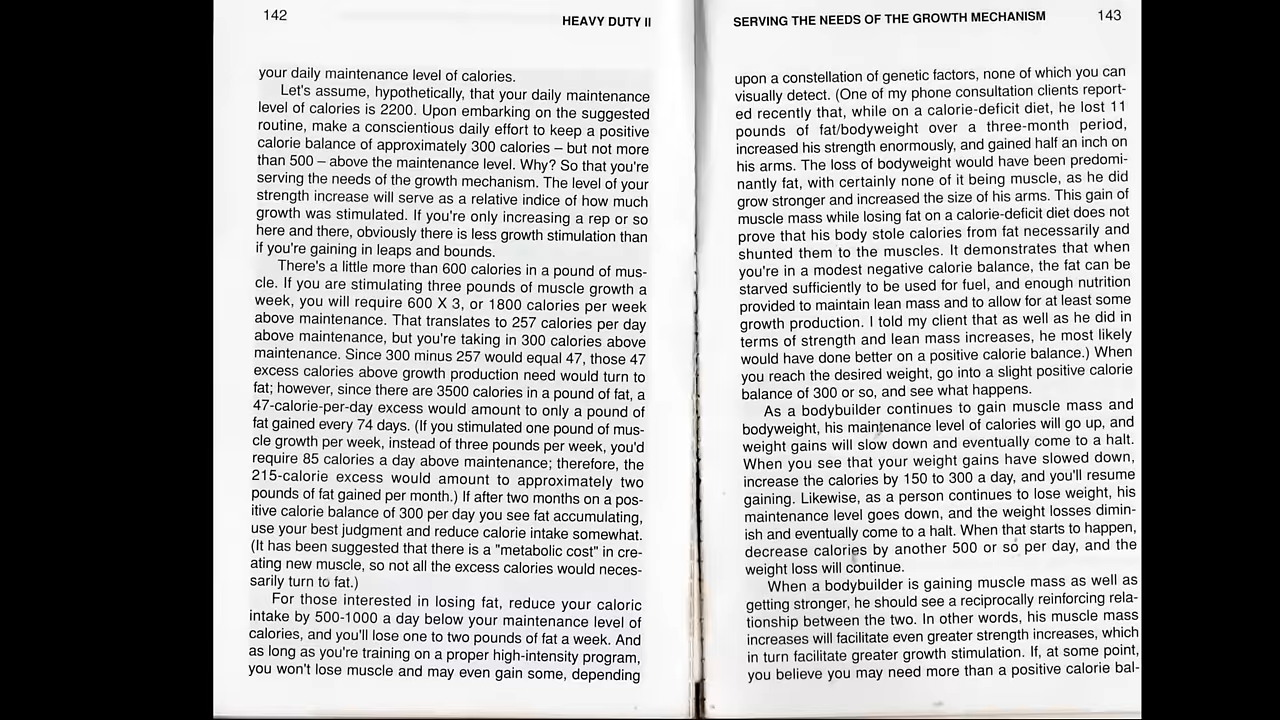 142
HEAVY DUTY II
your daily maintenance level of calories.
Let's assume, hypothetically, that your daily maintenance
level of calories is 2200. Upon embarking on the suggested
routine, make a conscientious daily effort to keep a positive
calorie balance of approximately 300 calories – but not more
than 500 – above the maintenance level. Why? So that you're
serving the needs of the growth mechanism. The level of your
strength increase will serve as a relative indice of how much
growth was stimulated. If you're only increasing a rep or so
here and there, obviously there is less growth stimulation than
if you're gaining in leaps and bounds.
There's a little more than 600 calories in a pound of mus-
cle. If you are stimulating three pounds of muscle growth a
week, you will require 600 X 3, or 1800 calories per week
above maintenance. That translates to 257 calories per day
above maintenance, but you're taking in 300 calories above
maintenance. Since 300 minus 257 would equal 47, those 47
excess calories above growth production need would turn to
fat; however, since there are 3500 calories in a pound of fat, a
47-calorie-per-day excess would amount to only a pound of
fat gained every 74 days. (If you stimulated one pound of mus-
cle growth per week, instead of three pounds per week, you'd
require 85 calories a day above maintenance; therefore, the
215-calorie excess would amount to approximately two
pounds of fat gained per month.) If after two months on a pos-
itive calorie balance of 300 per day you see fat accumulating,
use your best judgment and reduce calorie intake somewhat.
(It has been suggested that there is a "metabolic cost" in cre-
ating new muscle, so not all the excess calories would neces-
sarily turn to fat.)
For those interested in losing fat, reduce your caloric
intake by 500-1000 a day below your maintenance level of
calories, and you'll lose one to two pounds of fat a week. And
as long as you're training on a proper high-intensity program,
you won't lose muscle and may even gain some, depending
SERVING THE NEEDS OF THE GROWTH MECHANISM
143
upon a constellation of genetic factors, none of which you can
visually detect. (One of my phone consultation clients report-
ed recently that, while on a calorie-deficit diet, he lost 11
pounds of fat/bodyweight over a three-month period,
increased his strength enormously, and gained half an inch on
his arms. The loss of bodyweight would have been predomi-
nantly fat, with certainly none of it being muscle, as he did
grow stronger and increased the size of his arms. This gain of
muscle mass while losing fat on a calorie-deficit diet does not
prove that his body stole calories from fat necessarily and
shunted them to the muscles. It demonstrates that when
you're in a modest negative calorie balance, the fat can be
starved sufficiently to be used for fuel, and enough nutrition
provided to maintain lean mass and to allow for at least some
growth production. I told my client that as well as he did in
terms of strength and lean mass increases, he most likely
would have done better on a positive calorie balance.) When
you reach the desired weight, go into a slight positive calorie
balance of 300 or so, and see what happens.
As a bodybuilder continues to gain muscle mass and
bodyweight, his maintenance level of calories will go up, and
weight gains will slow down and eventually come to a halt.
When you see that your weight gains have slowed down,
increase the calories by 150 to 300 a day, and you'll resume
gaining. Likewise, as a person continues to lose weight, his
maintenance level goes down, and the weight losses dimin-
ish and eventually come to a halt. When that starts to happen,
decrease calories by another 500 or so per day, and the
weight loss will continue.
When a bodybuilder is gaining muscle mass as well as
getting stronger, he should see a reciprocally reinforcing rela-
tionship between the two. In other words, his muscle mass
increases will facilitate even greater strength increases, which
in turn facilitate greater growth stimulation. If, at some point,
you believe you may need more than a positive calorie bal-